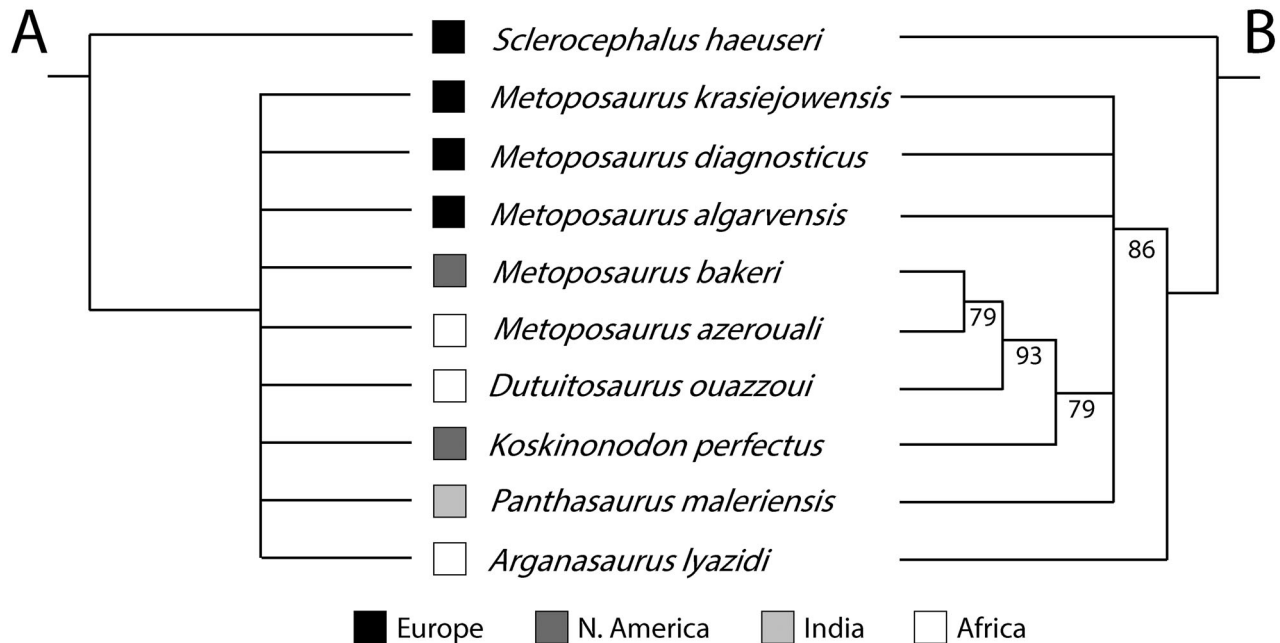 A
B
Sclerocephalus haeuseri
Metoposaurus krasiejowensis
Metoposaurus diagnosticus
Metoposaurus algarvensis
Metoposaurus bakeri
Metoposaurus azerouali
Dutuitosaurus ouazzoui
Koskinonodon perfectus
Panthasaurus maleriensis
Arganasaurus lyazidi
86
79
93
79
Europe N. America India Africa